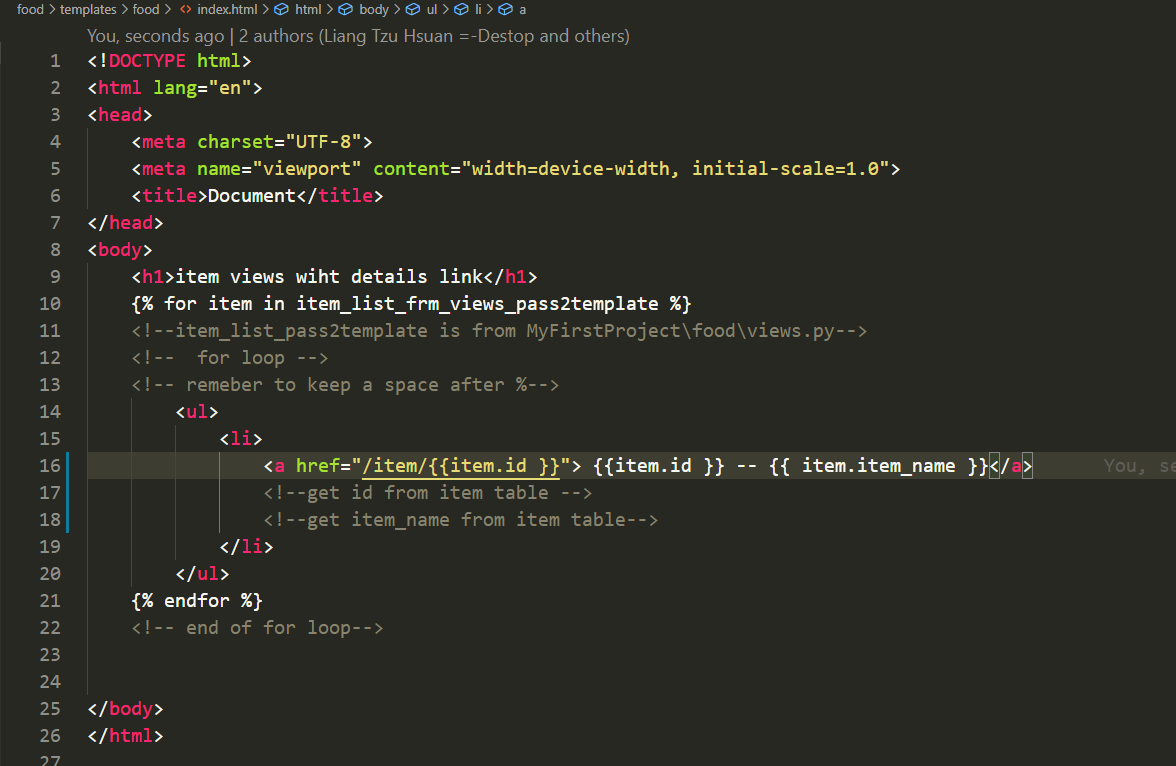 food > templates > food > <> index.html > html > body > ul > li > a
You, seconds ago | 2 authors (Liang Tzu Hsuan =-Destop and others)
1 <!DOCTYPE html>
2 <html lang="en">
3 <head>
4     <meta charset="UTF-8">
5     <meta name="viewport" content="width=device-width, initial-scale=1.0">
6     <title>Document</title>
7 </head>
8 <body>
9     <h1>item views wiht details link</h1>
10     {% for item in item_list_frm_views_pass2template %}
11     <!--item_list_pass2template is from MyFirstProject\food\views.py-->
12     <!--  for loop -->
13     <!-- remeber to keep a space after %-->
14         <ul>
15             <li>
16                 <a href="/item/{{item.id }}"> {{item.id }} -- {{ item.item_name }}</a> You, se
17                 <!--get id from item table -->
18                 <!--get item_name from item table-->
19             </li>
20         </ul>
21     {% endfor %}
22     <!-- end of for loop-->
23
24
25 </body>
26 </html>
27